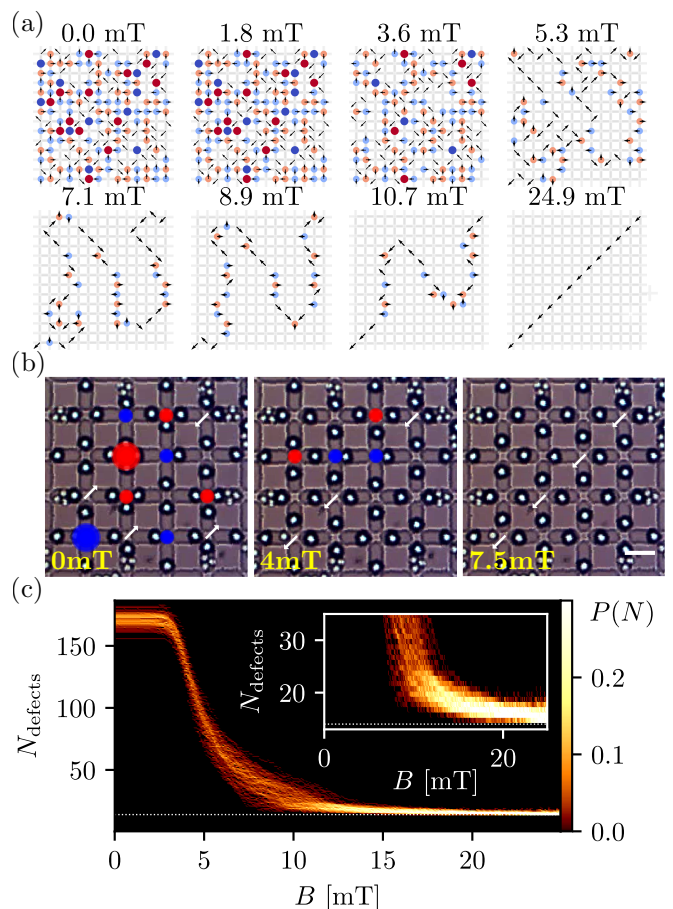 (a)
0.0 mT 1.8 mT 3.6 mT 5.3 mT
7.1 mT 8.9 mT 10.7 mT 24.9 mT
(b)
0mT 4mT 7.5mT
(c)
P(N)
150
100
50
N_defects
30
20
N_defects
0 20
B [mT]
0.2
0.1
0.0
0 5 10 15 20
B [mT]